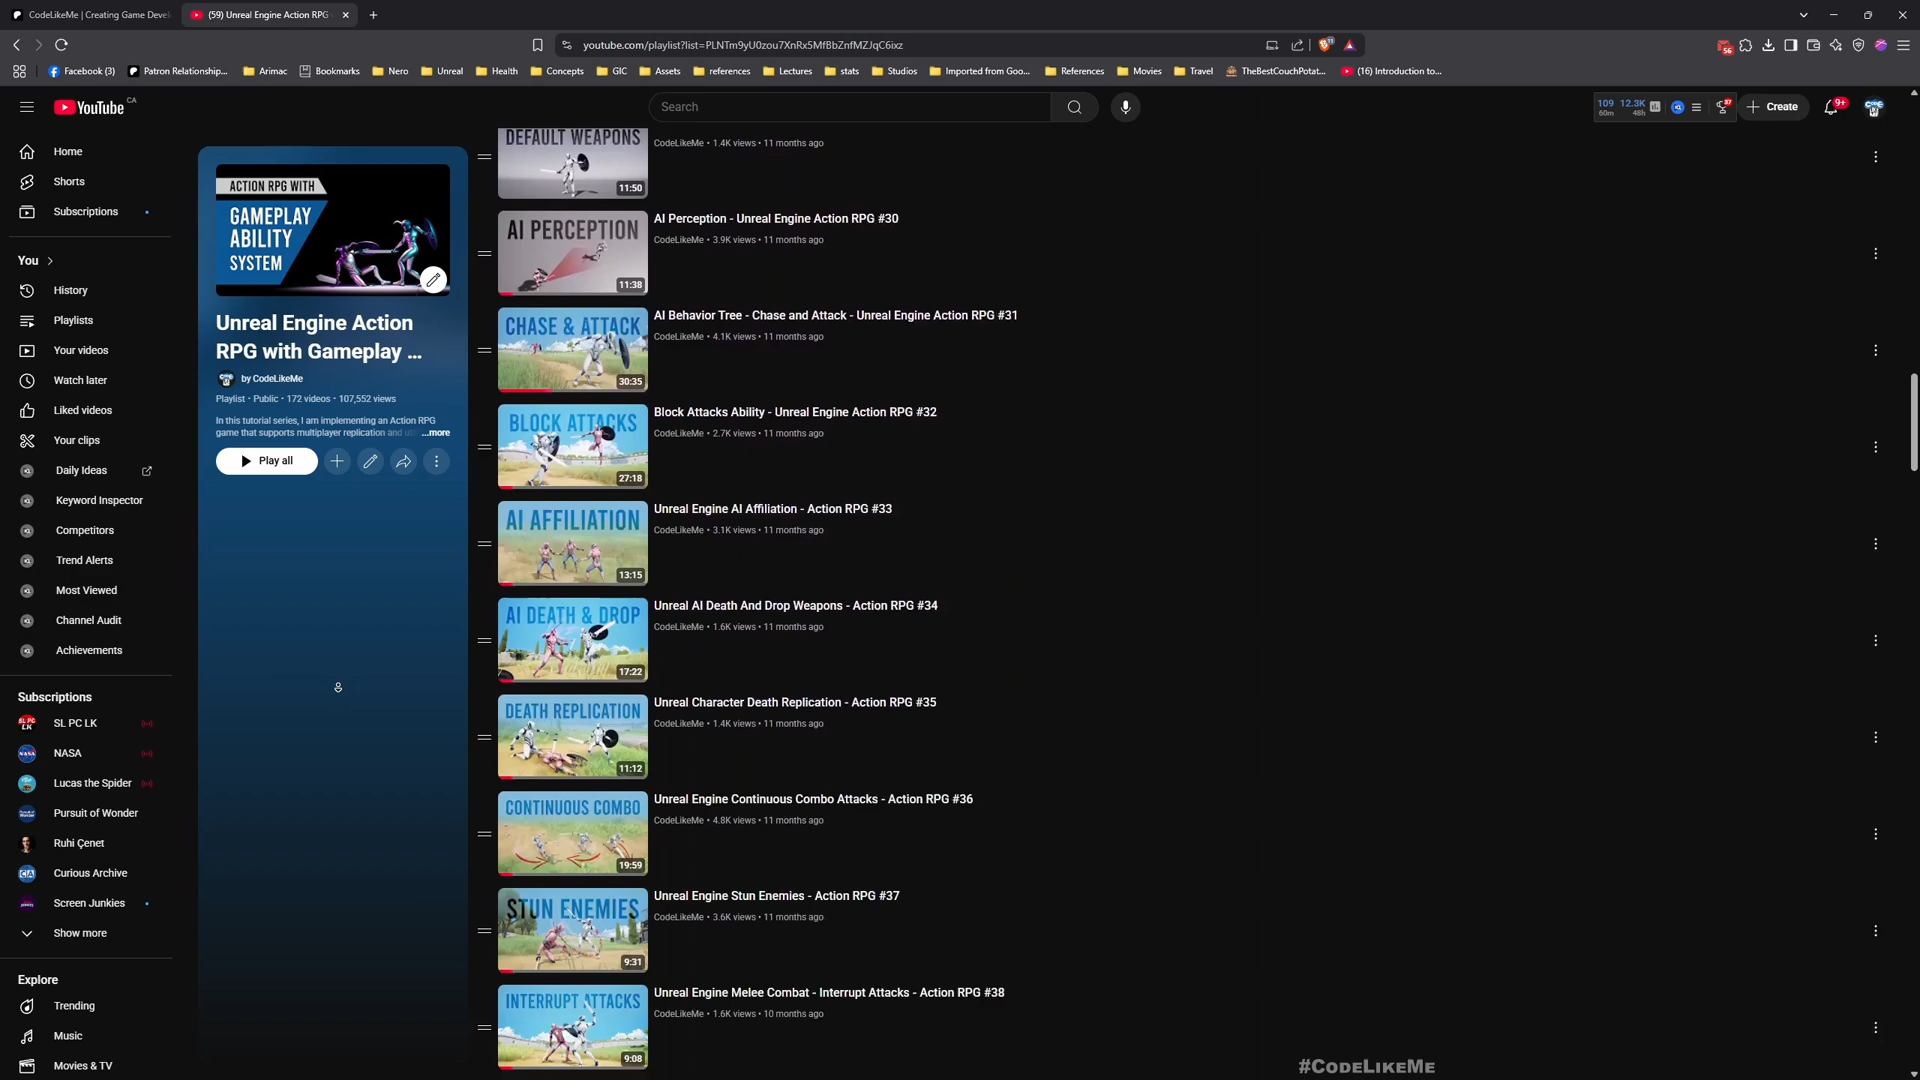 CodeLikeMe | Creating Game Devel
(59) Unreal Engine Action RPG
youtube.com/playlist?list=PLNTm9yU0zou7XnRx5MfBbZnfMZJqC6ixz
11
56
Facebook (3)
Patron Relationship...
Arimac
Bookmarks
Nero
Unreal
Health
Concepts
GIC
Assets
references
Lectures
stats
Studios
Imported from Goo...
References
Movies
Travel
TheBestCouchPotat...
(16) Introduction to...
YouTube CA
Search
109
60m
12.3K
48h
37
Create
9+
Home
Shorts
Subscriptions
You
History
Playlists
Your videos
Watch later
Liked videos
Your clips
Daily Ideas
Keyword Inspector
Competitors
Trend Alerts
Most Viewed
Channel Audit
Achievements
Subscriptions
SL PC LK
NASA
Lucas the Spider
Pursuit of Wonder
Ruhi Çenet
Curious Archive
Screen Junkies
Show more
Explore
Trending
Music
Movies & TV
ACTION RPG WITH
GAMEPLAY
ABILITY
SYSTEM
Unreal Engine Action
RPG with Gameplay ...
by CodeLikeMe
Playlist • Public • 172 videos • 107,552 views
In this tutorial series, I am implementing an Action RPG
game that supports multiplayer replication and ...more
Play all
DEFAULT WEAPONS
11:50
CodeLikeMe • 1.4K views • 11 months ago
AI PERCEPTION
11:38
AI Perception - Unreal Engine Action RPG #30
CodeLikeMe • 3.9K views • 11 months ago
CHASE & ATTACK
30:35
AI Behavior Tree - Chase and Attack - Unreal Engine Action RPG #31
CodeLikeMe • 4.1K views • 11 months ago
BLOCK ATTACKS
27:18
Block Attacks Ability - Unreal Engine Action RPG #32
CodeLikeMe • 2.7K views • 11 months ago
AI AFFILIATION
13:15
Unreal Engine AI Affiliation - Action RPG #33
CodeLikeMe • 3.1K views • 11 months ago
AI DEATH & DROP
17:22
Unreal AI Death And Drop Weapons - Action RPG #34
CodeLikeMe • 1.6K views • 11 months ago
DEATH REPLICATION
11:12
Unreal Character Death Replication - Action RPG #35
CodeLikeMe • 1.4K views • 11 months ago
CONTINUOUS COMBO
19:59
Unreal Engine Continuous Combo Attacks - Action RPG #36
CodeLikeMe • 4.8K views • 11 months ago
STUN ENEMIES
9:31
Unreal Engine Stun Enemies - Action RPG #37
CodeLikeMe • 3.6K views • 11 months ago
INTERRUPT ATTACKS
9:08
Unreal Engine Melee Combat - Interrupt Attacks - Action RPG #38
CodeLikeMe • 1.6K views • 10 months ago
#CodeLikeMe